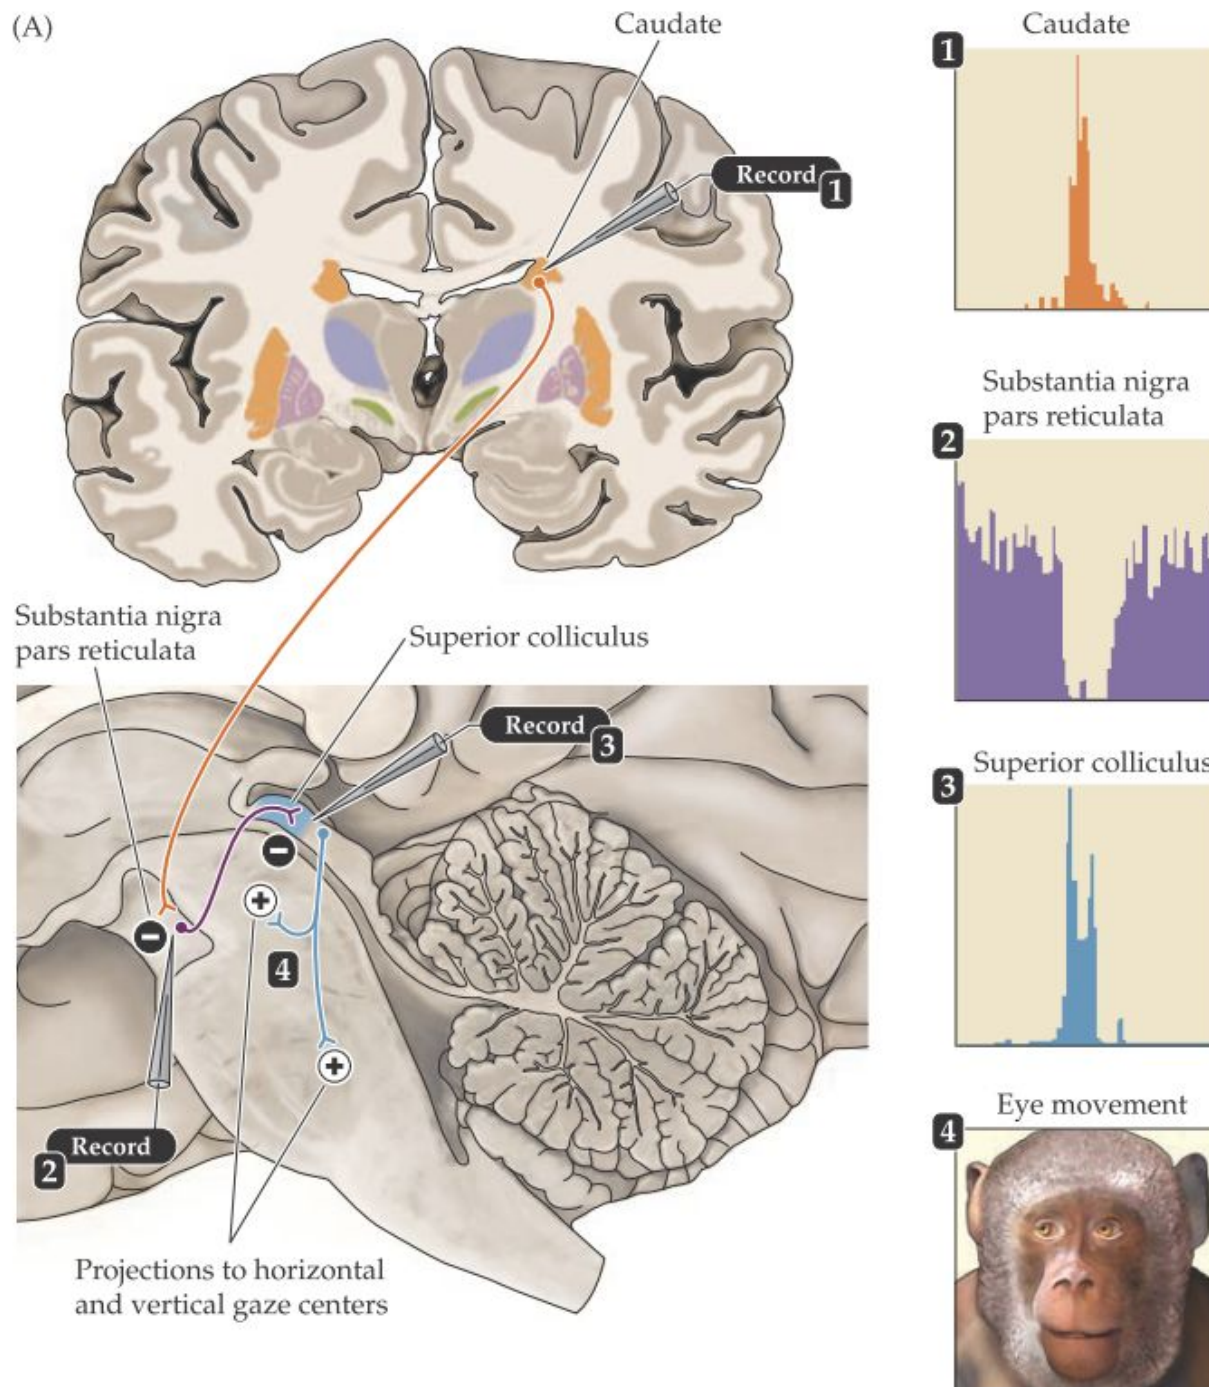 (A)
Caudate
Record 1
Substantia nigra
pars reticulata
Superior colliculus
Record 3
4
Record
2
Projections to horizontal
and vertical gaze centers
Caudate
1
Substantia nigra
pars reticulata
2
Superior colliculus
3
Eye movement
4